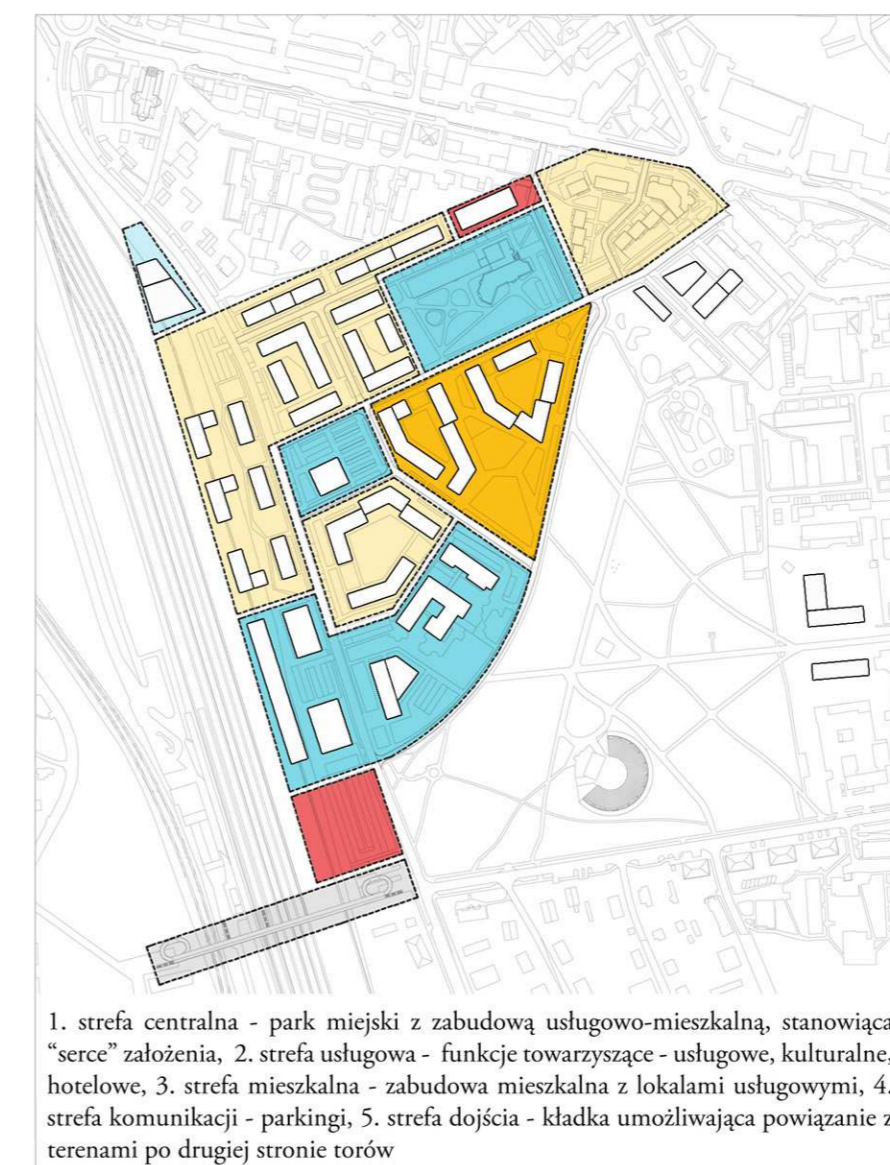 1. strefa centralna - park miejski z zabudową usługowo-mieszkalną, stanowiąca
“serce” założenia, 2. strefa usługowa - funkcje towarzyszące - usługowe, kulturalne,
hotelowe, 3. strefa mieszkalna - zabudowa mieszkalna z lokalami usługowymi, 4.
strefa komunikacji - parkingi, 5. strefa dojścia - kładka umożliwiająca powiązanie z
terenami po drugiej stronie torów